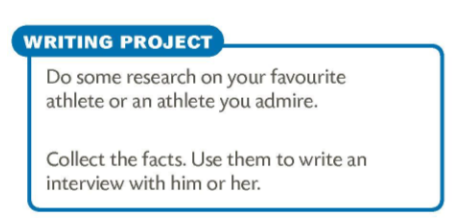 WRITING PROJECT
Do some research on your favourite
athlete or an athlete you admire.
Collect the facts. Use them to write an
interview with him or her.